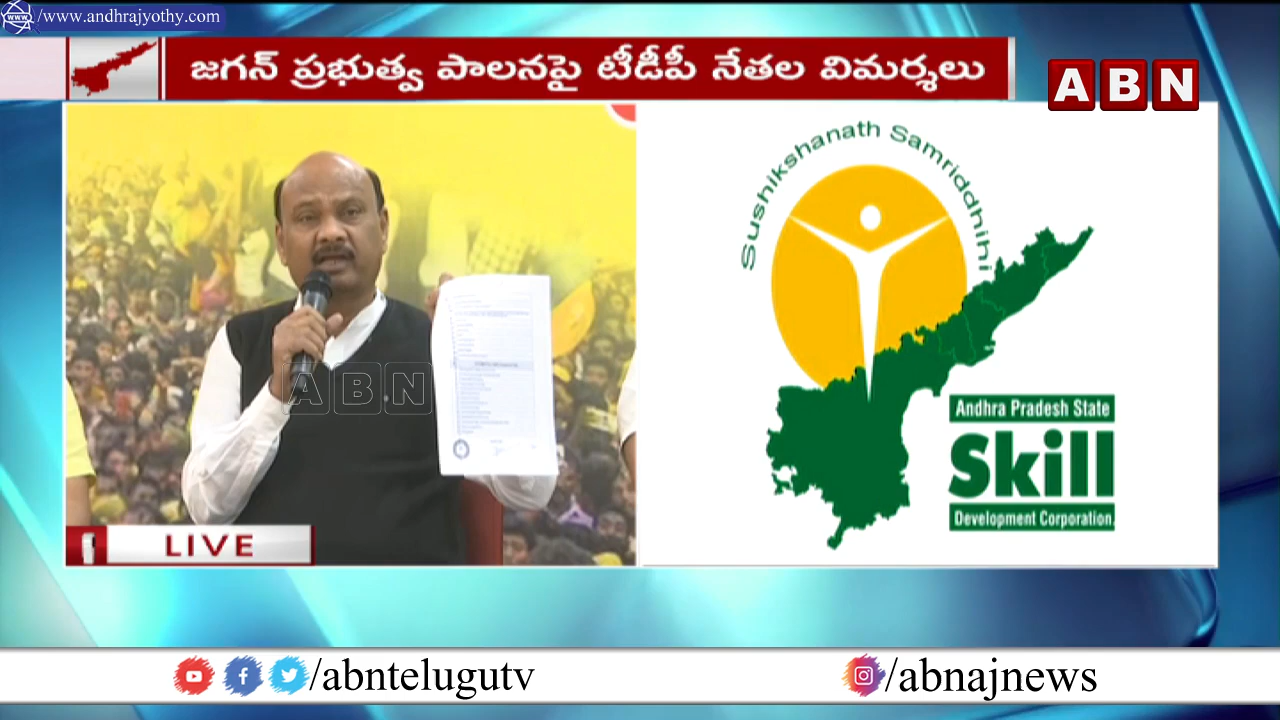 /www.andhrajyothy.com
జగన్ ప్రభుత్వ పాలనపై టీడీపీ నేతల విమర్శలు
ABN
Sushikshanath Samriddhihi
ABN
Andhra Pradesh State
Skill
Development Corporation.
LIVE
/abntelugutv
/abnajnews